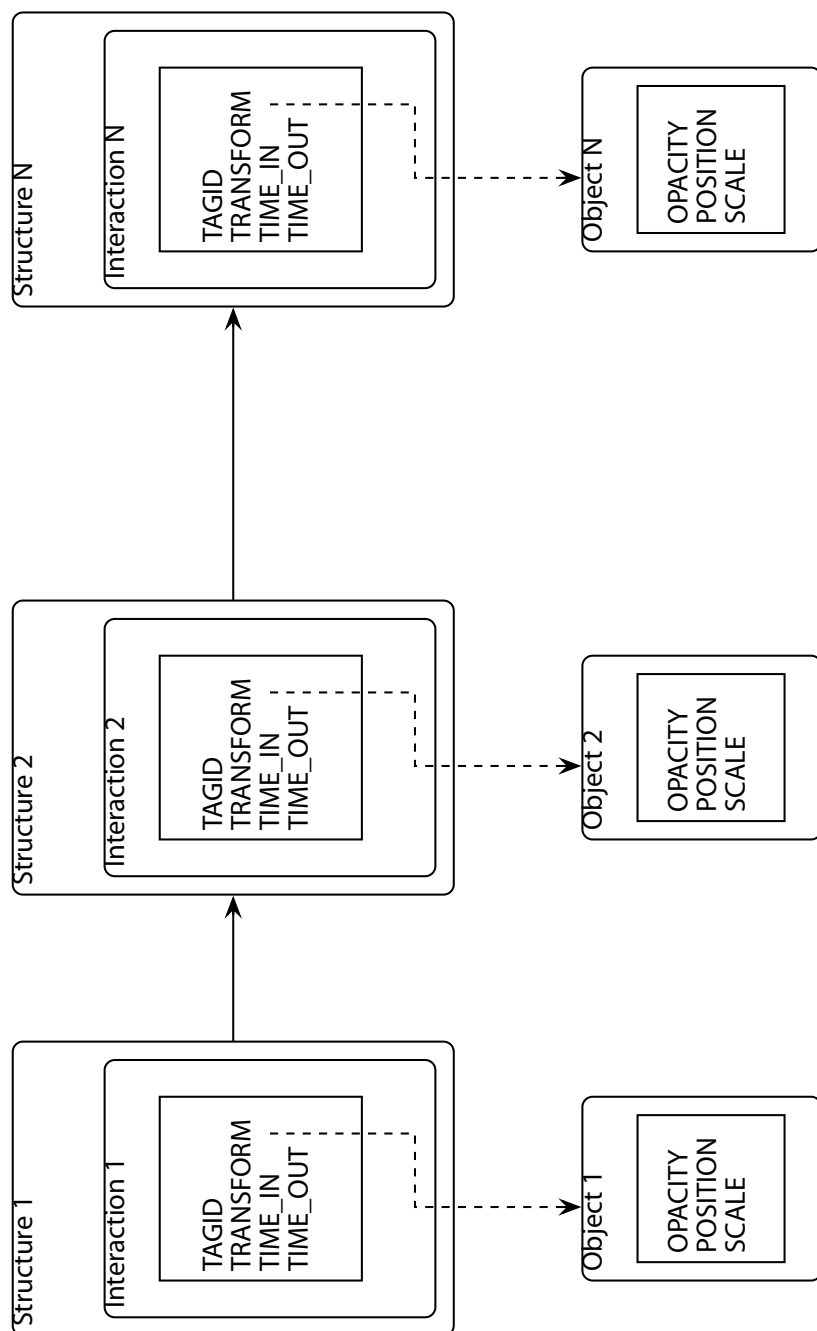 Structure 1
Interaction 1
TAGID
TRANSFORM
TIME_IN
TIME_OUT
Object 1
OPACITY
POSITION
SCALE
Structure 2
Interaction 2
TAGID
TRANSFORM
TIME_IN
TIME_OUT
Object 2
OPACITY
POSITION
SCALE
Structure N
Interaction N
TAGID
TRANSFORM
TIME_IN
TIME_OUT
Object N
OPACITY
POSITION
SCALE